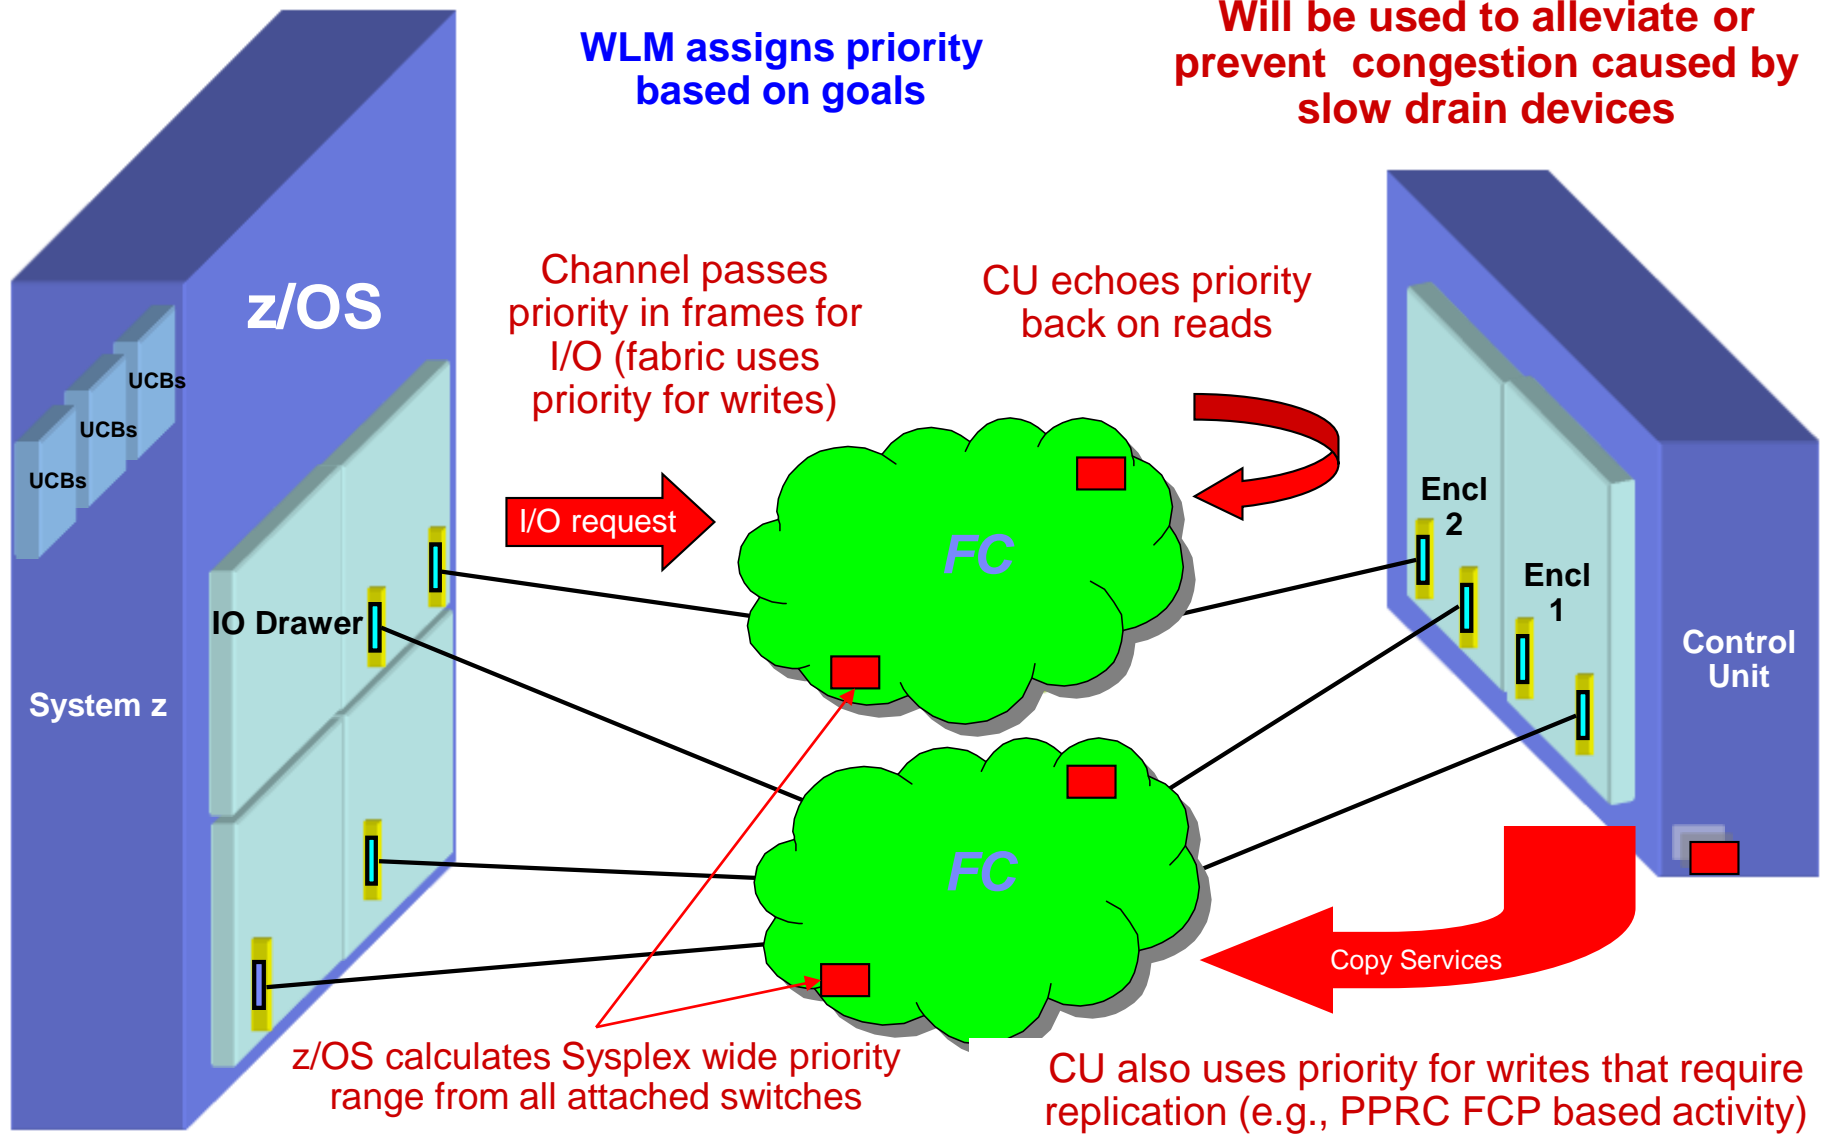 WLM assigns priority
based on goals
Will be used to alleviate or
prevent congestion caused by
slow drain devices
z/OS
Channel passes
priority in frames for
I/O (fabric uses
priority for writes)
CU echoes priority
back on reads
UCBs
UCBs
UCBs
I/O request
FC
Encl
2
Encl
1
IO Drawer
System z
Control
Unit
FC
Copy Services
z/OS calculates Sysplex wide priority
range from all attached switches
CU also uses priority for writes that require
replication (e.g., PPRC FCP based activity)